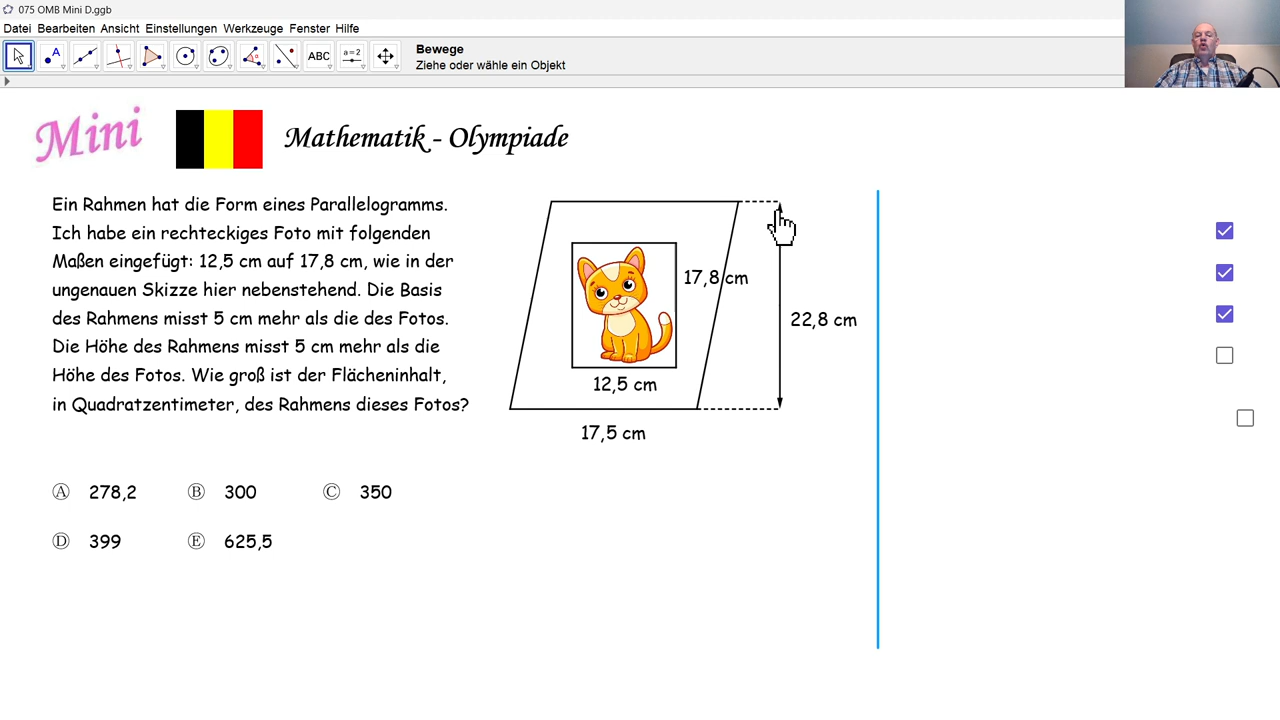 075 OMB Mini D.ggb
Datei Bearbeiten Ansicht Einstellungen Werkzeuge Fenster Hilfe
A
ABC
a=2
Bewege
Ziehe oder wähle ein Objekt
Mini
Mathematik - Olympiade
Ein Rahmen hat die Form eines Parallelogramms.
Ich habe ein rechteckiges Foto mit folgenden
Maßen eingefügt: 12,5 cm auf 17,8 cm, wie in der
ungenauen Skizze hier nebenstehend. Die Basis
des Rahmens misst 5 cm mehr als die des Fotos.
Die Höhe des Rahmens misst 5 cm mehr als die
Höhe des Fotos. Wie groß ist der Flächeninhalt,
in Quadratzentimeter, des Rahmens dieses Fotos?
17,8 cm
22,8 cm
12,5 cm
17,5 cm
Ⓐ 278,2 Ⓑ 300 Ⓒ 350
Ⓓ 399 Ⓔ 625,5